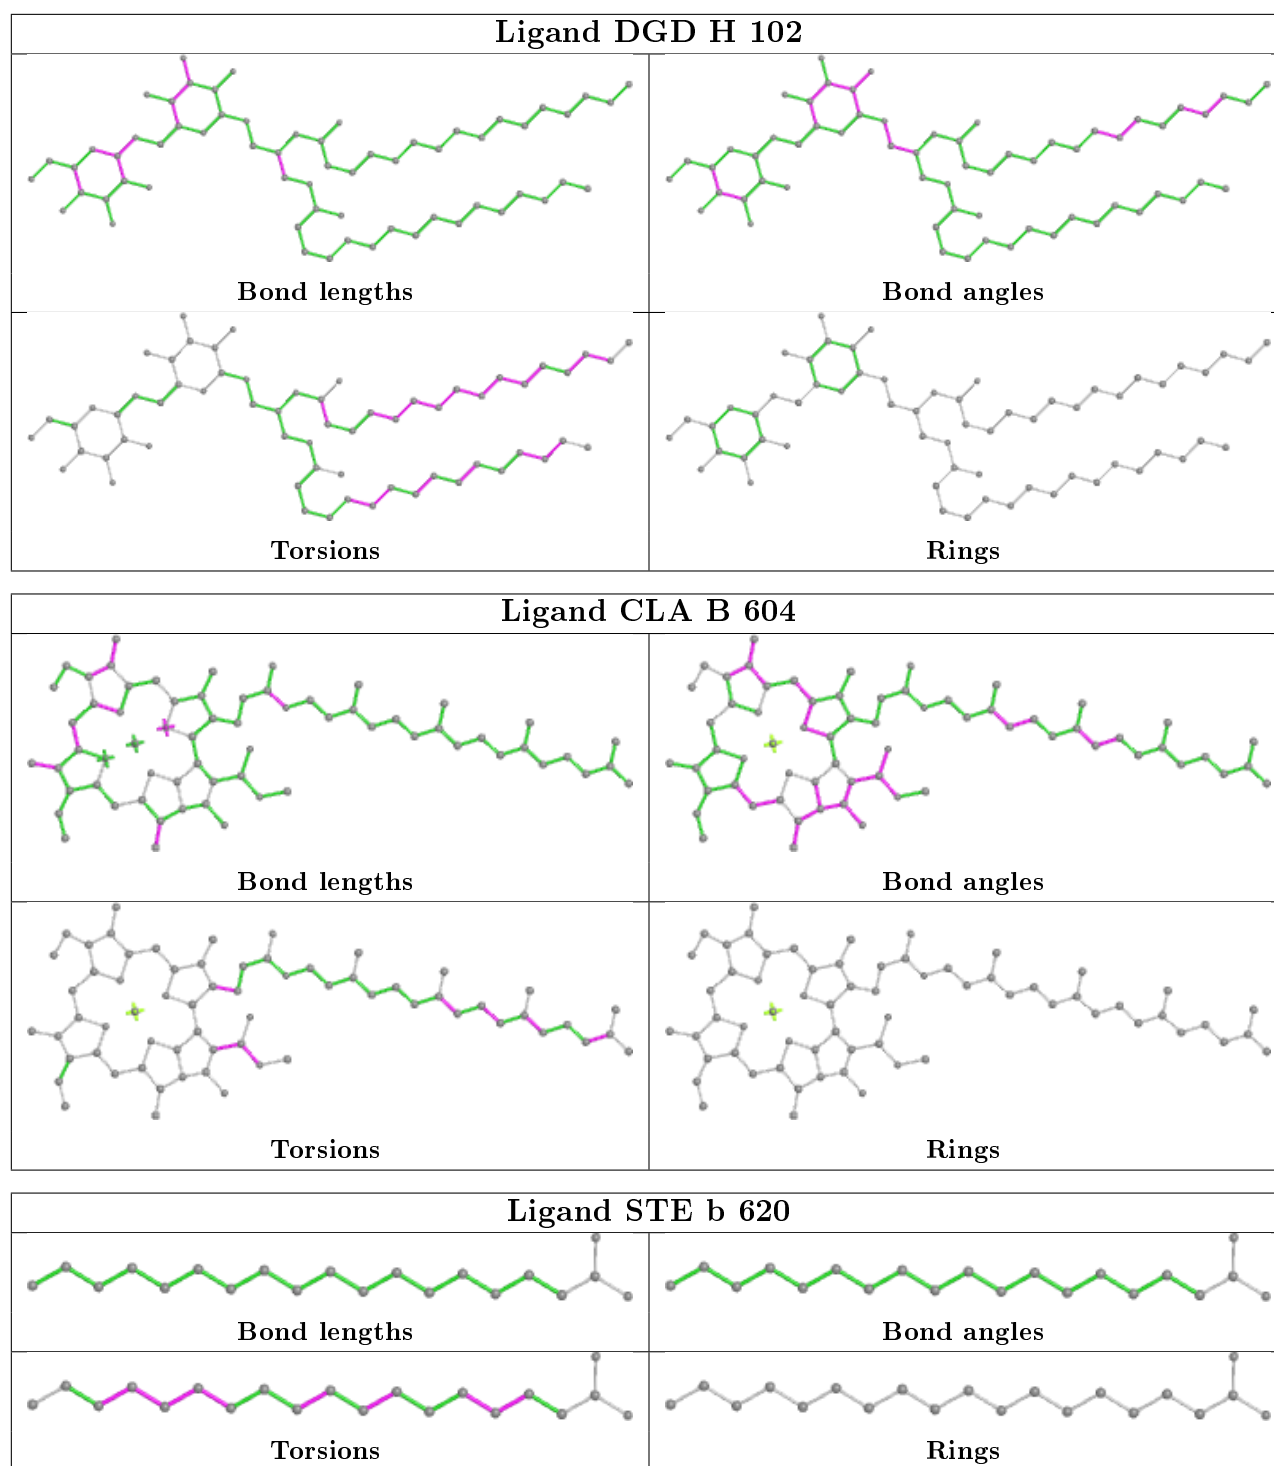 Ligand DGD H 102
Bond lengths
Bond angles
Torsions
Rings
Ligand CLA B 604
Bond lengths
Bond angles
Torsions
Rings
Ligand STE b 620
Bond lengths
Bond angles
Torsions
Rings